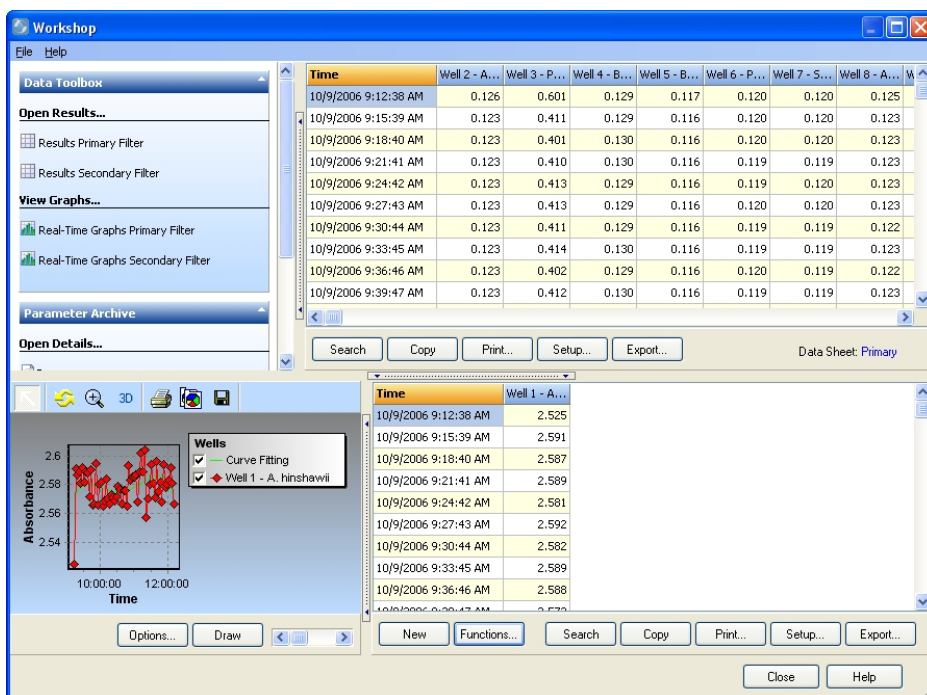 Workshop
File Help
Data Toolbox
Open Results...
Results Primary Filter
Results Secondary Filter
View Graphs...
Real-Time Graphs Primary Filter
Real-Time Graphs Secondary Filter
Parameter Archive
Open Details...
Time Well 2 - A... Well 3 - P... Well 4 - B... Well 5 - B... Well 6 - P... Well 7 - S... Well 8 - A... W
10/9/2006 9:12:38 AM 0.126 0.601 0.129 0.117 0.120 0.120 0.125
10/9/2006 9:15:39 AM 0.123 0.411 0.129 0.116 0.120 0.120 0.123
10/9/2006 9:18:40 AM 0.123 0.401 0.130 0.116 0.120 0.120 0.123
10/9/2006 9:21:41 AM 0.123 0.410 0.130 0.116 0.119 0.119 0.123
10/9/2006 9:24:42 AM 0.123 0.413 0.129 0.116 0.119 0.120 0.123
10/9/2006 9:27:43 AM 0.123 0.413 0.129 0.116 0.120 0.120 0.123
10/9/2006 9:30:44 AM 0.123 0.411 0.129 0.116 0.119 0.119 0.122
10/9/2006 9:33:45 AM 0.123 0.414 0.130 0.116 0.119 0.119 0.123
10/9/2006 9:36:46 AM 0.123 0.402 0.129 0.116 0.120 0.119 0.122
10/9/2006 9:39:47 AM 0.123 0.412 0.130 0.116 0.119 0.119 0.123
Search Copy Print... Setup... Export... Data Sheet: Primary
3D
Wells
Curve Fitting
Well 1 - A. hinshawii
Absorbance
2.6
2.58
2.56
2.54
10:00:00 12:00:00
Time
Options... Draw
Time Well 1 - A...
10/9/2006 9:12:38 AM 2.525
10/9/2006 9:15:39 AM 2.591
10/9/2006 9:18:40 AM 2.587
10/9/2006 9:21:41 AM 2.589
10/9/2006 9:24:42 AM 2.581
10/9/2006 9:27:43 AM 2.592
10/9/2006 9:30:44 AM 2.582
10/9/2006 9:33:45 AM 2.589
10/9/2006 9:36:46 AM 2.588
New Functions... Search Copy Print... Setup... Export...
Close Help